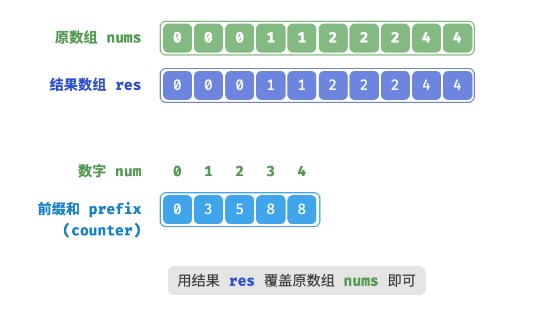 原数组 nums 0 0 0 1 1 2 2 2 4 4
结果数组 res 0 0 0 1 1 2 2 2 4 4
数字 num 0 1 2 3 4
前缀和 prefix 0 3 5 8 8
(counter)
用结果 res 覆盖原数组 nums 即可